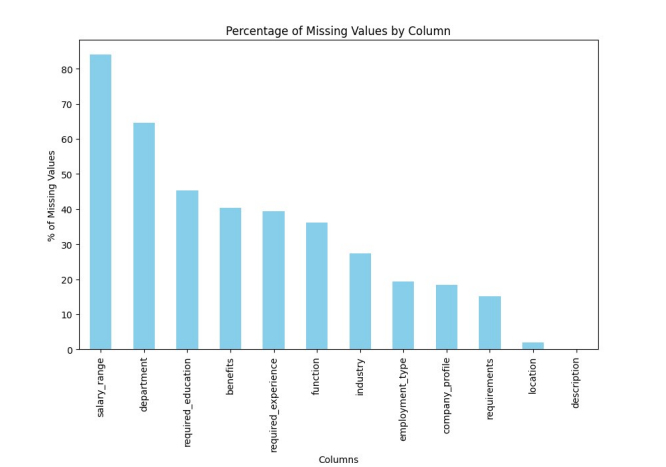 Percentage of Missing Values by Column
% of Missing Values
80
70
60
50
40
30
20
10
0
salary_range
department
required_education
benefits
required_experience
function
industry
employment_type
company_profile
requirements
location
description
Columns